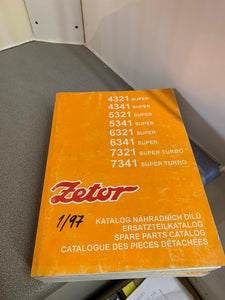 4321 SUPER
4341 SUPER
5321 SUPER
5341 SUPER
6321 SUPER
6341 SUPER
7321 SUPER TURBO
7341 SUPER TURBO
Zetor
1/97
KATALOG NÁHRADNÍCH DÍLŮ
ERSATZTEILKATALOG
SPARE PARTS CATALOG
CATALOGUE DES PIECES DÉTACHÉES